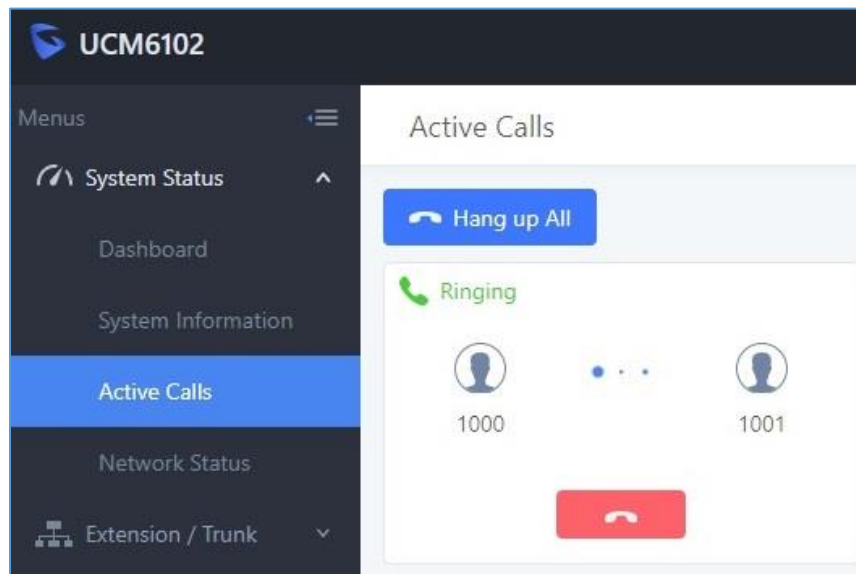 UCM6102
Menus
System Status
Dashboard
System Information
Active Calls
Network Status
Extension / Trunk
Active Calls
Hang up All
Ringing
1000
1001